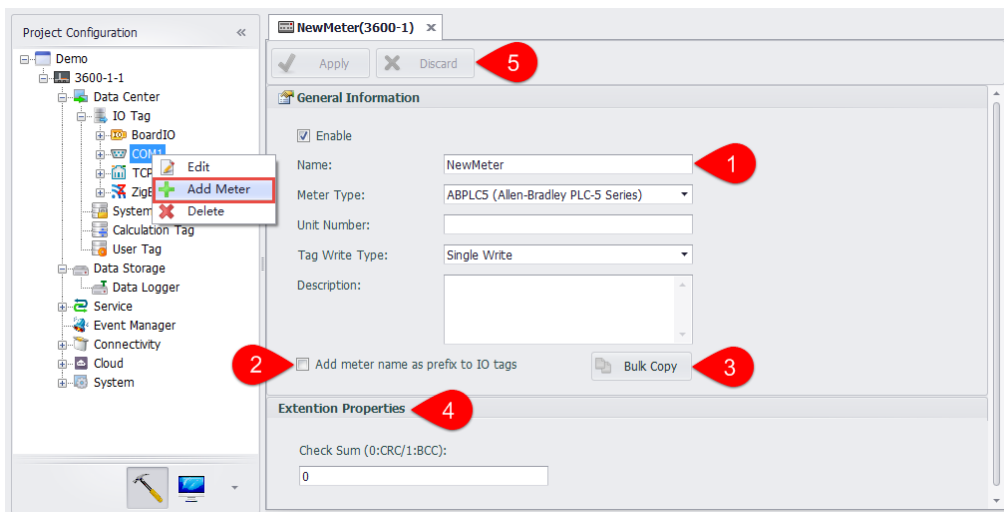 Project Configuration
«
Demo
3600-1-1
Data Center
IO Tag
BoardIO
COM1
TCP
ZigB
System
Calculation Tag
User Tag
Data Storage
Data Logger
Service
Event Manager
Connectivity
Cloud
System
Edit
Add Meter
Delete
NewMeter(3600-1) x
Apply Discard 5
General Information
Enable
Name: NewMeter 1
Meter Type: ABPLC5 (Allen-Bradley PLC-5 Series)
Unit Number:
Tag Write Type: Single Write
Description:
2 Add meter name as prefix to IO tags Bulk Copy 3
Extention Properties 4
Check Sum (0:CRC/1:BCC):
0